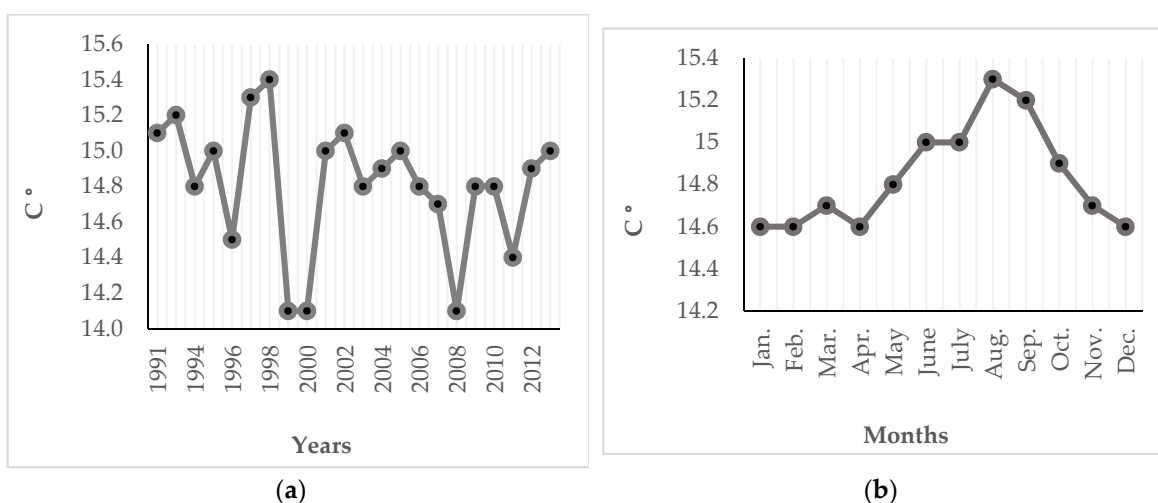 15.6
15.4
15.2
15.0
14.8
14.6
14.4
14.2
14.0
C °
1991
1994
1996
1998
2000
2002
2004
2006
2008
2010
2012
Years
(a)
15.4
15.2
15
14.8
14.6
14.4
14.2
C °
Jan.
Feb.
Mar.
Apr.
May
June
July
Aug.
Sep.
Oct.
Nov.
Dec.
Months
(b)